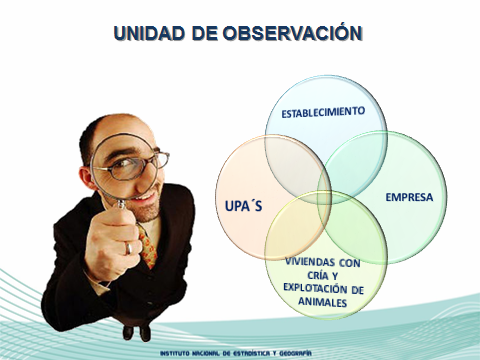 UNIDAD DE OBSERVACIÓN
ESTABLECIMIENTO
UPA´S
EMPRESA
VIVIENDAS CON
CRÍA Y
EXPLOTACIÓN DE
ANIMALES
INSTITUTO NACIONAL DE ESTADÍSTICA Y GEOGRAFÍA